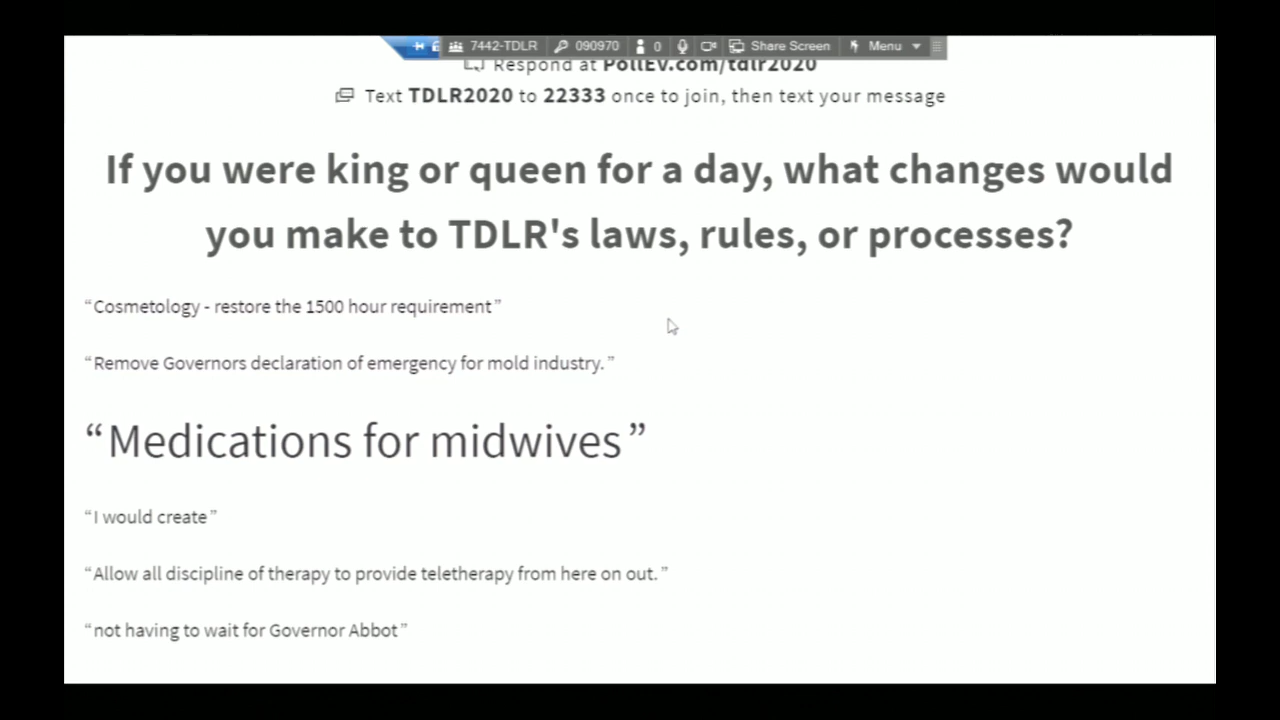 7442-TDLR 090970 0 Share Screen Menu
Respond at PollEv.com/tdlr2020
Text TDLR2020 to 22333 once to join, then text your message
If you were king or queen for a day, what changes would
you make to TDLR's laws, rules, or processes?
“Cosmetology - restore the 1500 hour requirement”
“Remove Governors declaration of emergency for mold industry.”
“Medications for midwives”
“I would create”
“Allow all discipline of therapy to provide teletherapy from here on out.”
“not having to wait for Governor Abbot”